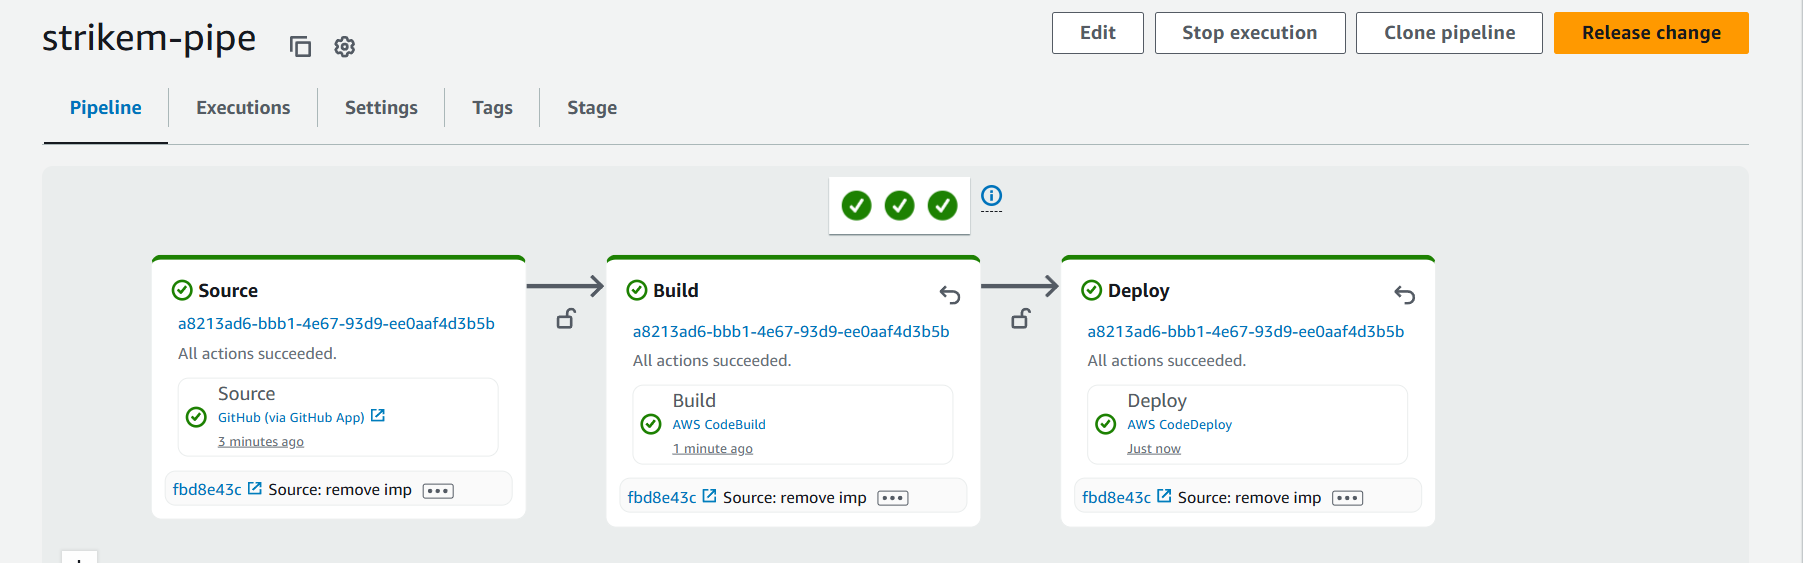 strikem-pipe
Edit
Stop execution
Clone pipeline
Release change
Pipeline
Executions
Settings
Tags
Stage
Source
a8213ad6-bbb1-4e67-93d9-ee0aaf4d3b5b
All actions succeeded.
Source
GitHub (via GitHub App)
3 minutes ago
fbd8e43c Source: remove imp
Build
a8213ad6-bbb1-4e67-93d9-ee0aaf4d3b5b
All actions succeeded.
Build
AWS CodeBuild
1 minute ago
fbd8e43c Source: remove imp
Deploy
a8213ad6-bbb1-4e67-93d9-ee0aaf4d3b5b
All actions succeeded.
Deploy
AWS CodeDeploy
Just now
fbd8e43c Source: remove imp